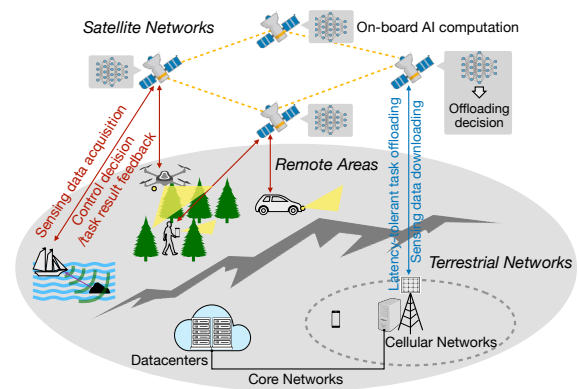 Satellite Networks
On-board AI computation
Offloading
decision
Sensing data acquisition
Control decision
/task result feedback
Latency-tolerant task offloading
Sensing data downloading
Remote Areas
Terrestrial Networks
Datacenters
Cellular Networks
Core Networks